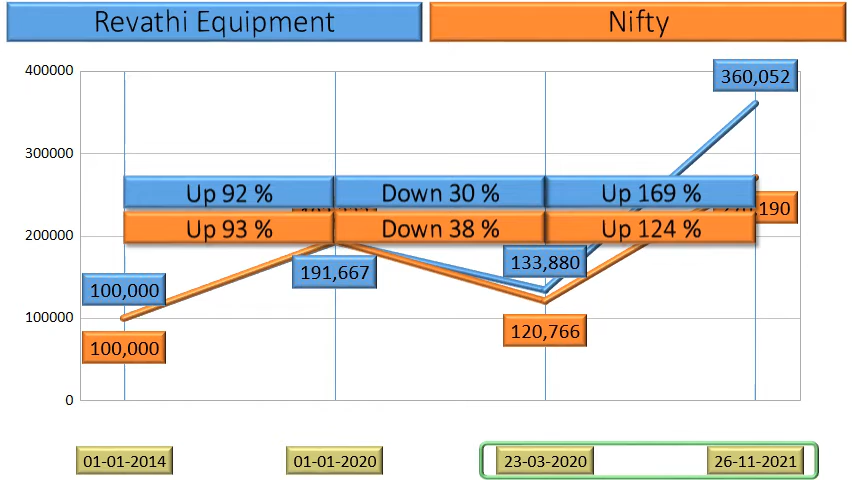 Revathi Equipment
Nifty
400000
360,052
300000
Up 92 %
Down 30 %
Up 169 %
190
200000
Up 93 %
Down 38 %
Up 124 %
133,880
191,667
100,000
100000
120,766
100,000
0
01-01-2014
01-01-2020
23-03-2020
26-11-2021